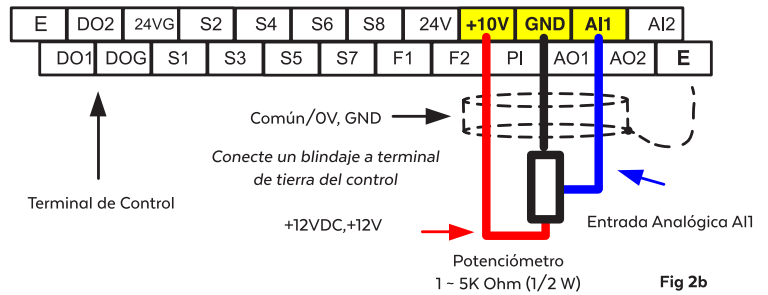 E DO2 24VG S2 S4 S6 S8 24V +10V GND AI1 AI2
DO1 DOG S1 S3 S5 S7 F1 F2 PI AO1 AO2 E
Común/0V, GND
Conecte un blindaje a terminal
de tierra del control
Terminal de Control
+12VDC,+12V
Entrada Analógica AI1
Potenciómetro
1 ~ 5K Ohm (1/2 W)
Fig 2b